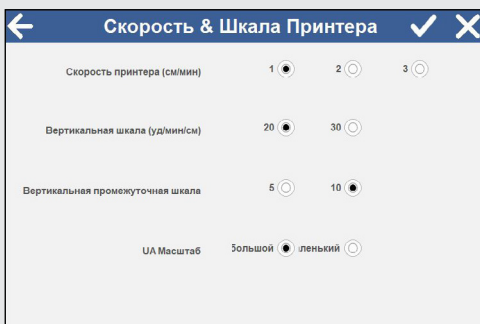 Скорость & Шкала Принтера
Скорость принтера (см/мин) 1 2 3
Вертикальная шкала (уд/мин/см) 20 30
Вертикальная промежуточная шкала 5 10
UA Масштаб большой ленький